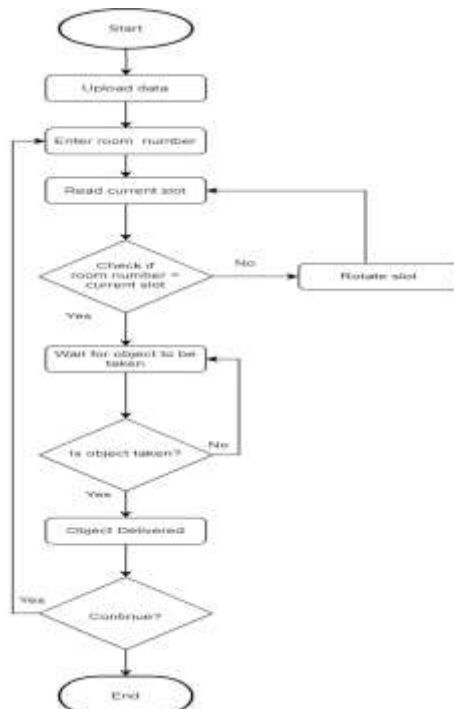 Start
Upload data
Enter room number
Read current slot
Check if
room number =
current slot
No
Rotate slot
Yes
Wait for object to be
taken
Is object taken?
No
Yes
Object Delivered
Yes
Continue?
End